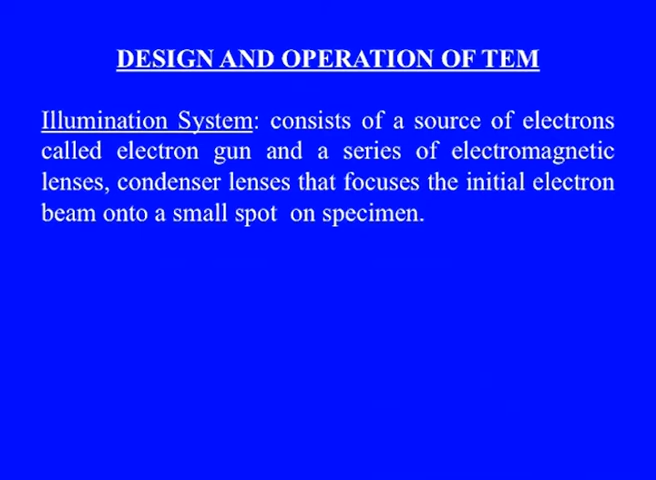 DESIGN AND OPERATION OF TEM
Illumination System: consists of a source of electrons
called electron gun and a series of electromagnetic
lenses, condenser lenses that focuses the initial electron
beam onto a small spot  on specimen.